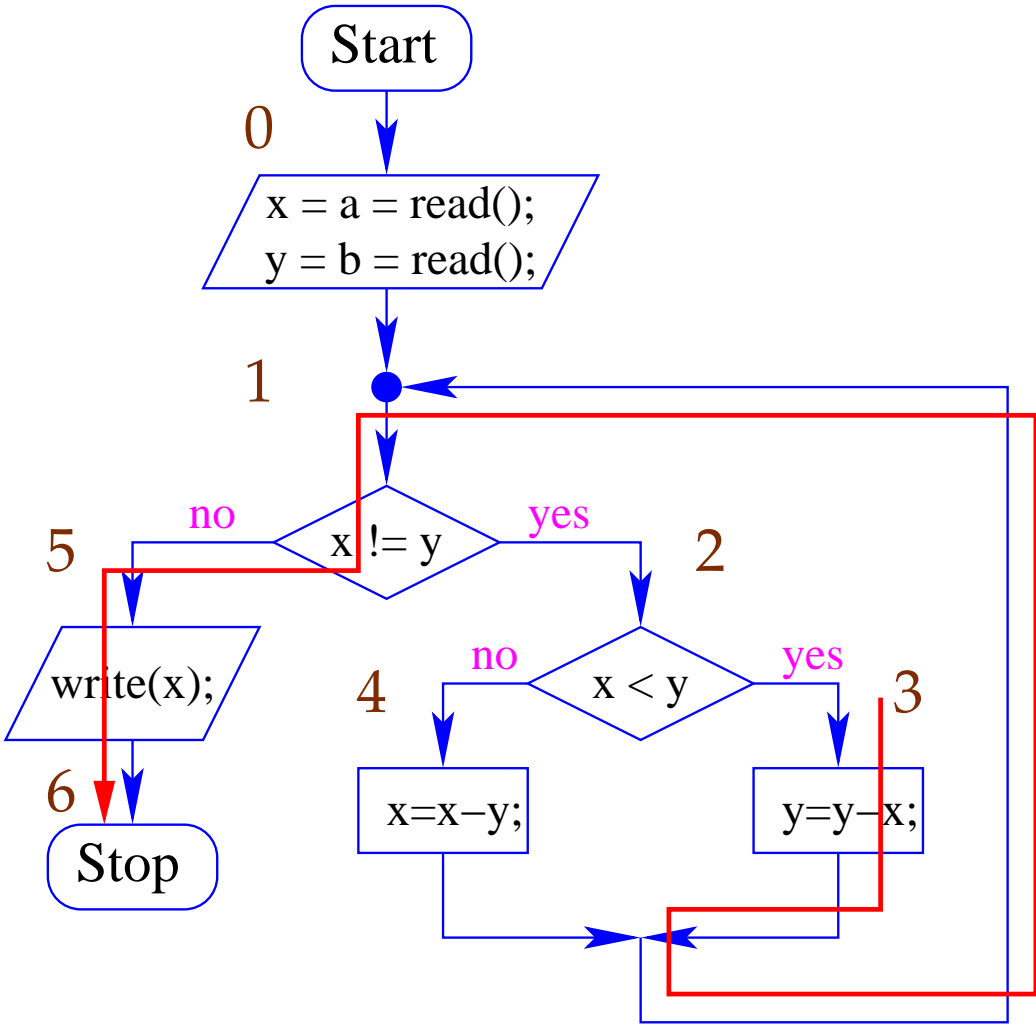 Start
0
x = a = read();
y = b = read();
1
no
x != y
yes
5
2
write(x);
no
x < y
yes
4
3
6
x=x−y;
y=y−x;
Stop